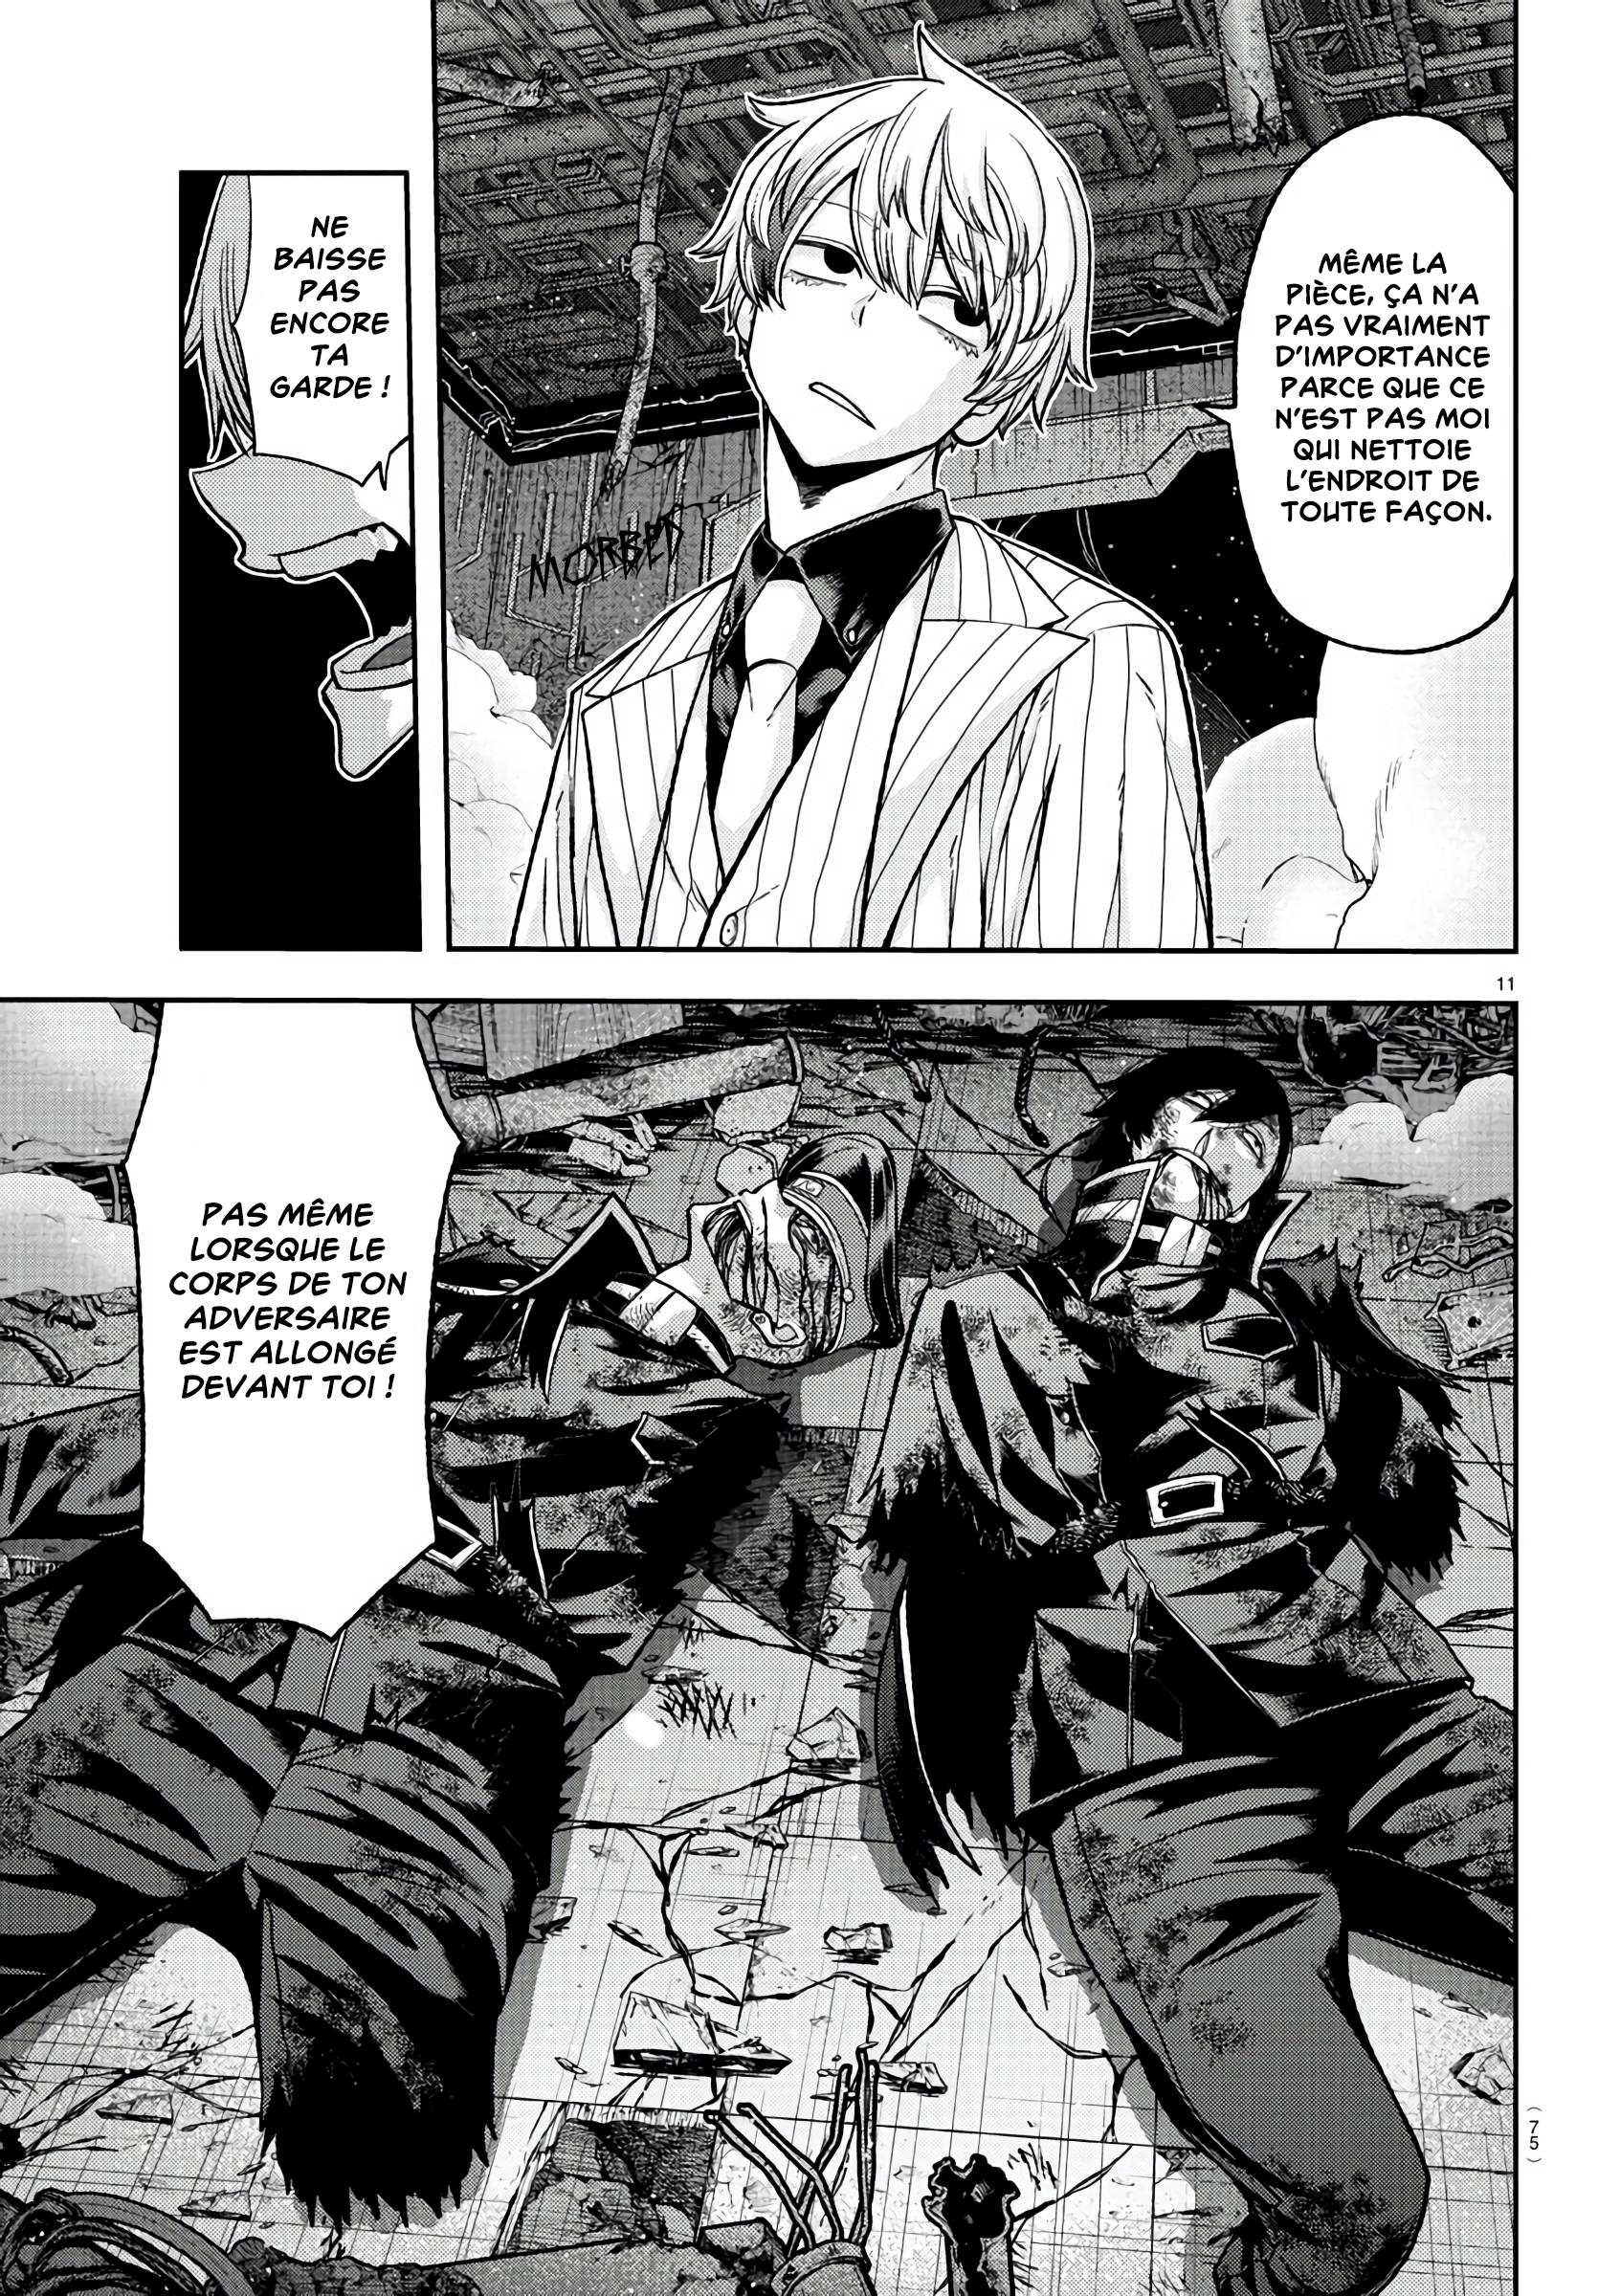 MÊME LA
PIÈCE, ÇA N'A
PAS VRAIMENT
D'IMPORTANCE
PARCE QUE CE
N'EST PAS MOI
QUI NETTOIE
L'ENDROIT DE
TOUTE FAÇON.
MORBED
NE
BAISSE
PAS
ENCORE
TA
GARDE !
11
PAS MÊME
LORSQUE LE
CORPS DE TON
ADVERSAIRE
EST ALLONGÉ
DEVANT TOI !
(75)